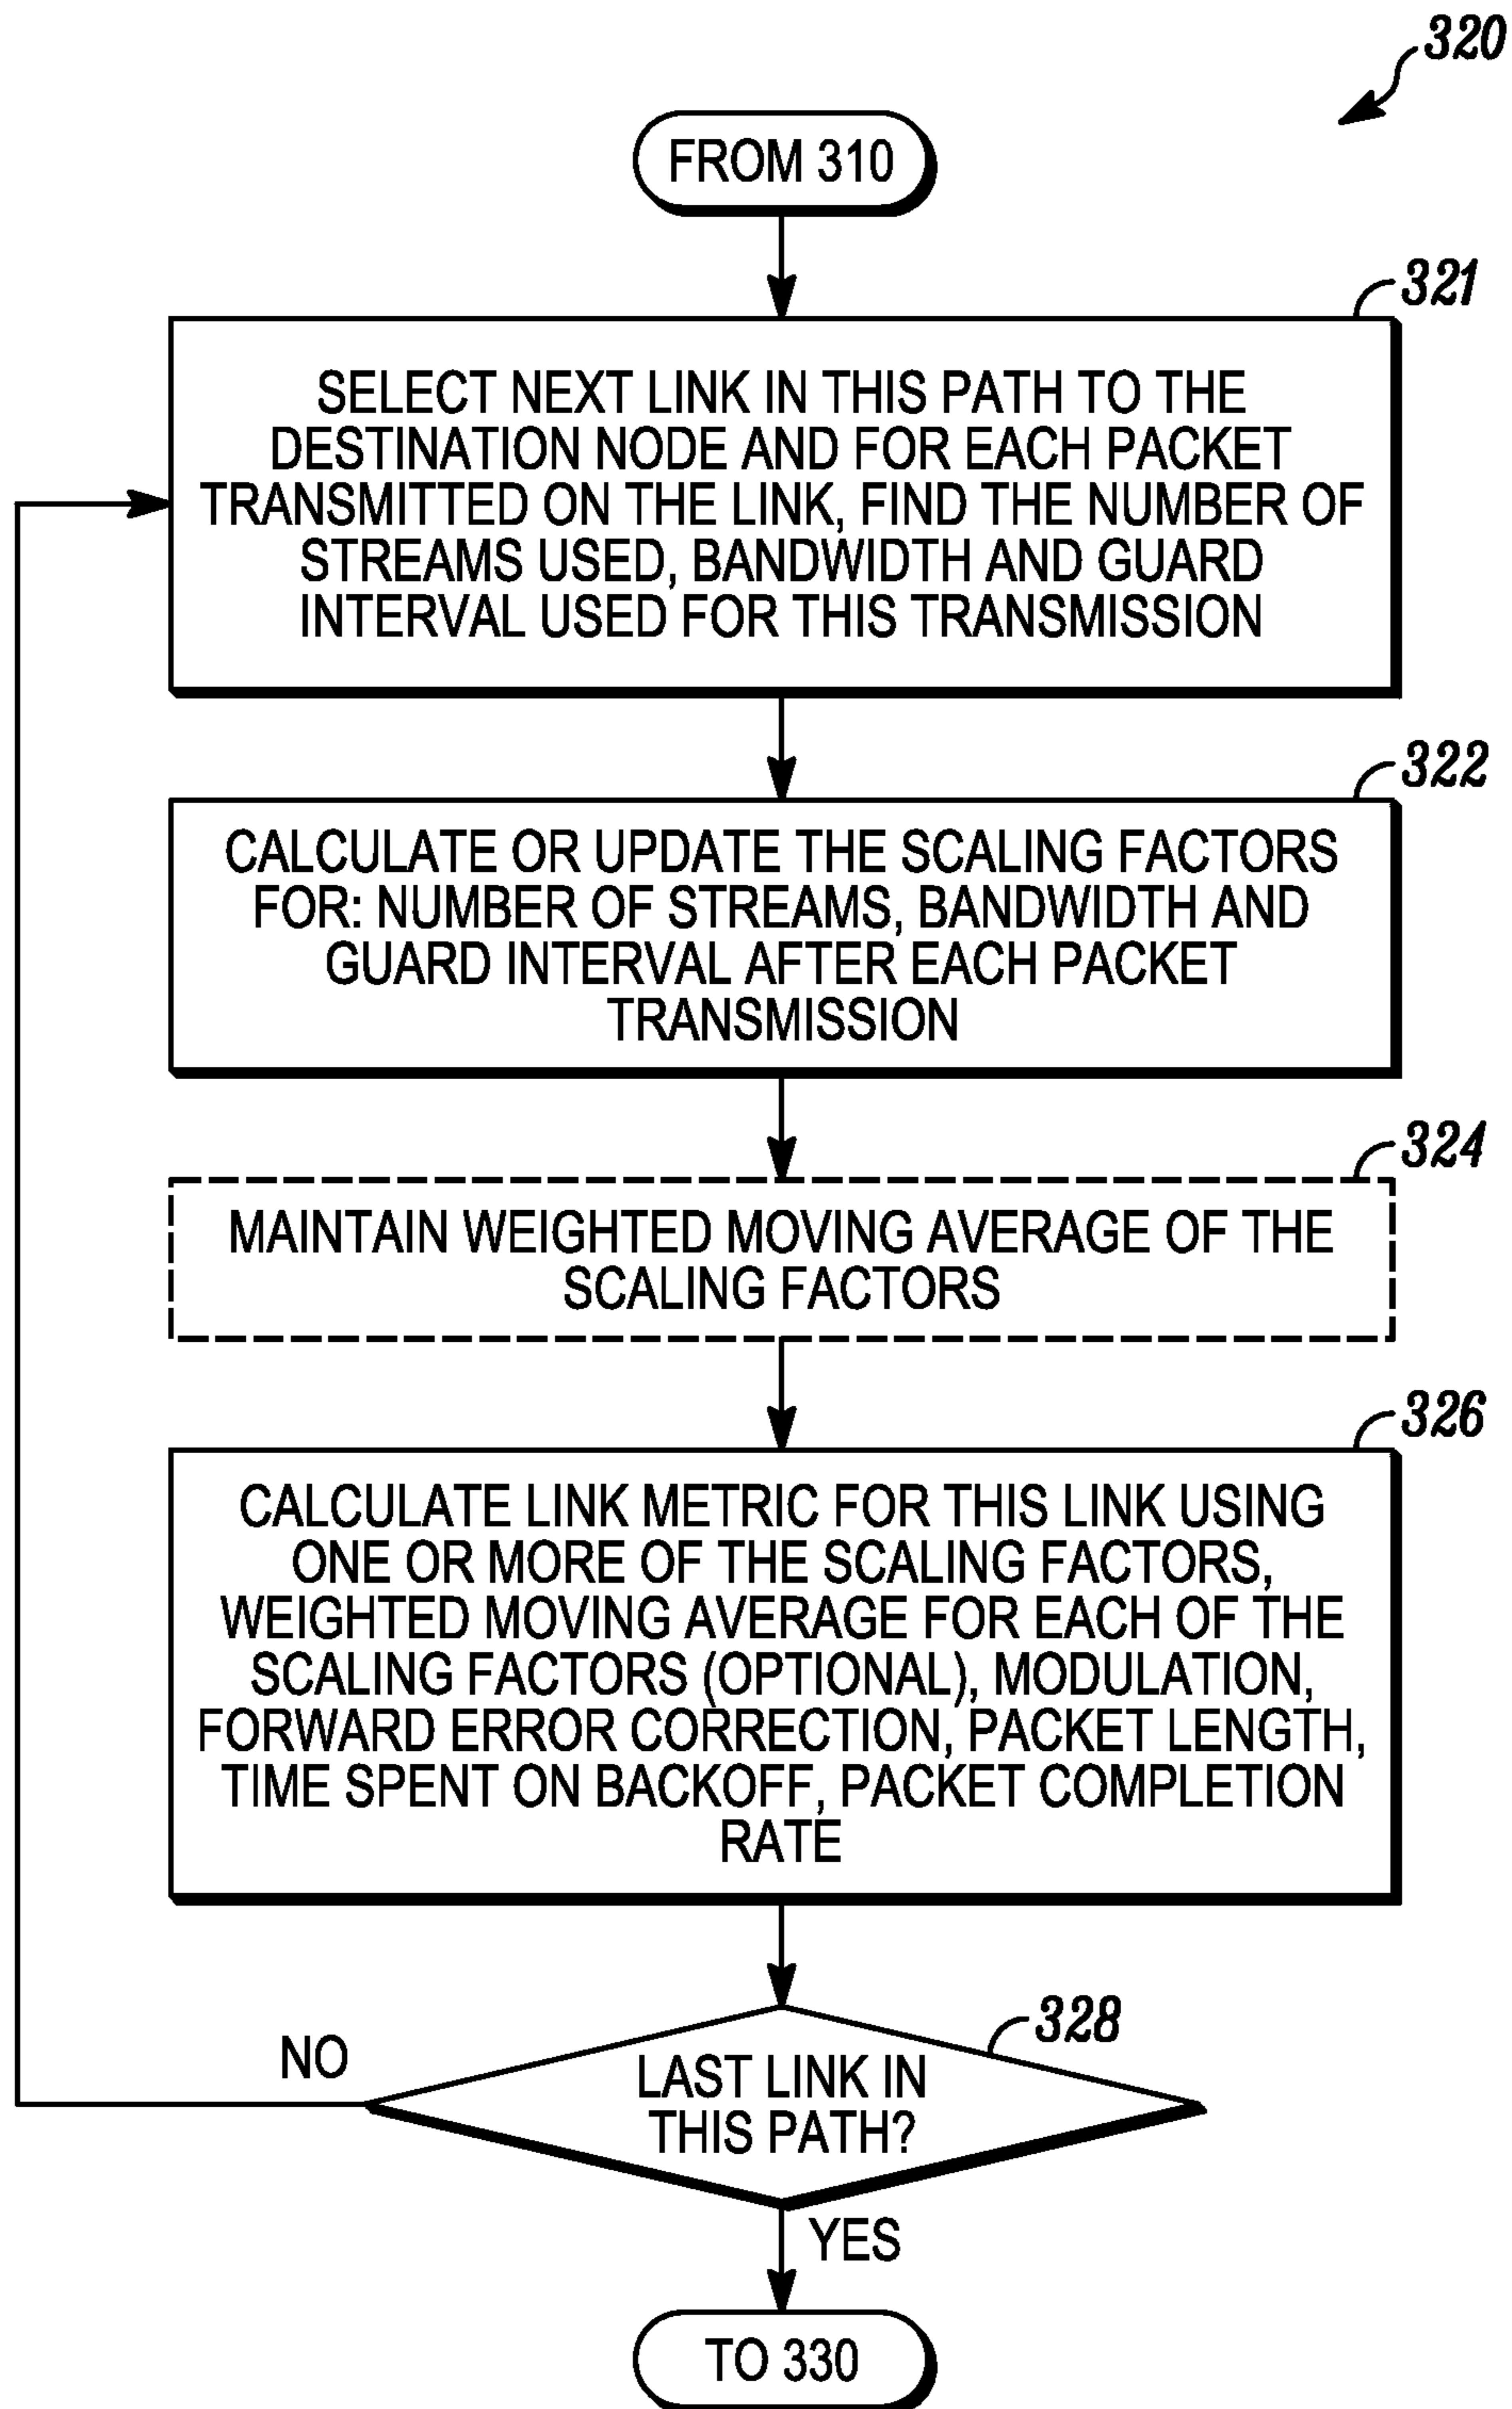 320
FROM 310
321
SELECT NEXT LINK IN THIS PATH TO THE
DESTINATION NODE AND FOR EACH PACKET
TRANSMITTED ON THE LINK, FIND THE NUMBER OF
STREAMS USED, BANDWIDTH AND GUARD
INTERVAL USED FOR THIS TRANSMISSION
322
CALCULATE OR UPDATE THE SCALING FACTORS
FOR: NUMBER OF STREAMS, BANDWIDTH AND
GUARD INTERVAL AFTER EACH PACKET
TRANSMISSION
324
MAINTAIN WEIGHTED MOVING AVERAGE OF THE
SCALING FACTORS
326
CALCULATE LINK METRIC FOR THIS LINK USING
ONE OR MORE OF THE SCALING FACTORS,
WEIGHTED MOVING AVERAGE FOR EACH OF THE
SCALING FACTORS (OPTIONAL), MODULATION,
FORWARD ERROR CORRECTION, PACKET LENGTH,
TIME SPENT ON BACKOFF, PACKET COMPLETION
RATE
328
NO
LAST LINK IN
THIS PATH?
YES
TO 330